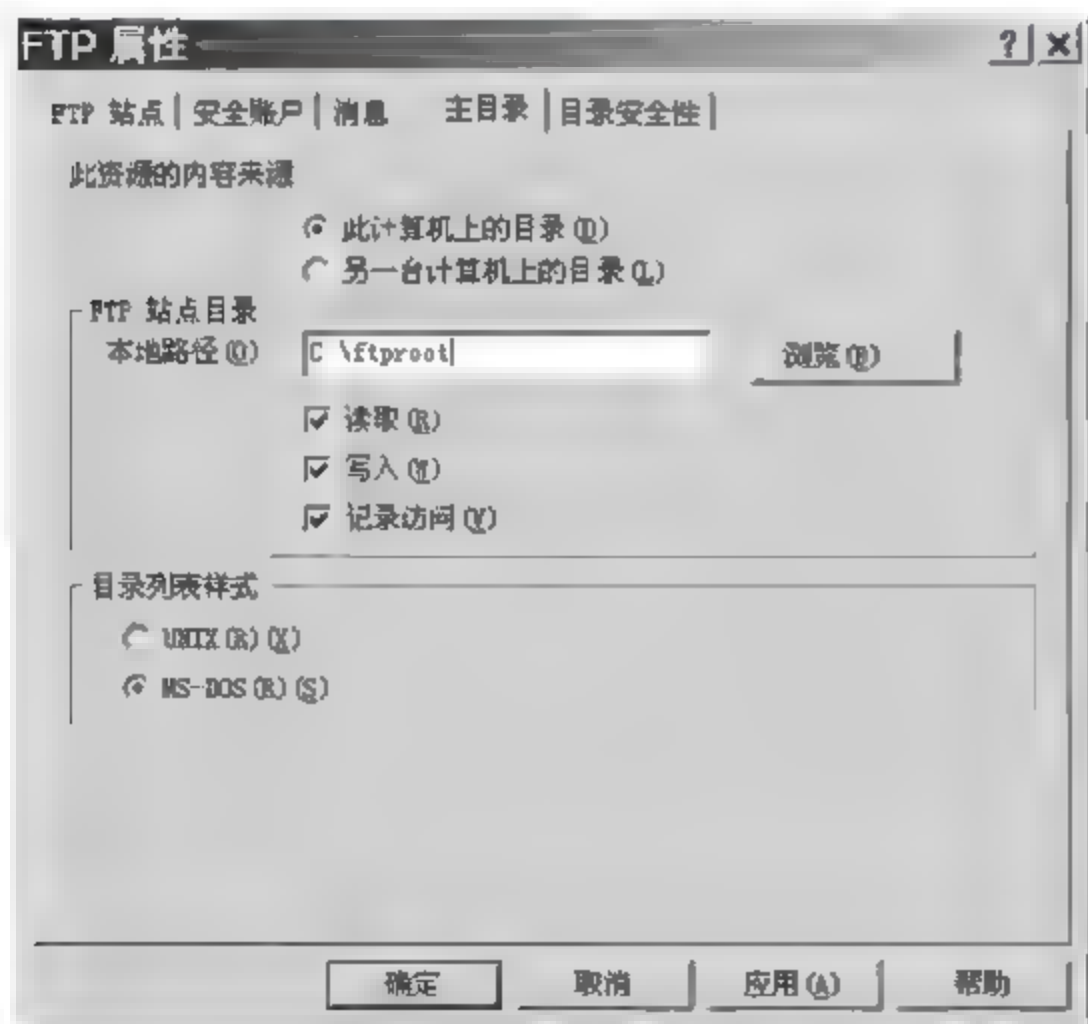 FTP 属性
FTP 站点 安全账户 消息 主目录 目录安全性
此资源的内容来源
此计算机上的目录(D)
另一台计算机上的目录(L)
FTP 站点目录
本地路径(O) C \ftproot 浏览(B)
读取(R)
写入(W)
记录访问(V)
目录列表样式
UNIX(R)(X)
MS-DOS(R)(S)
确定 取消 应用(A) 帮助